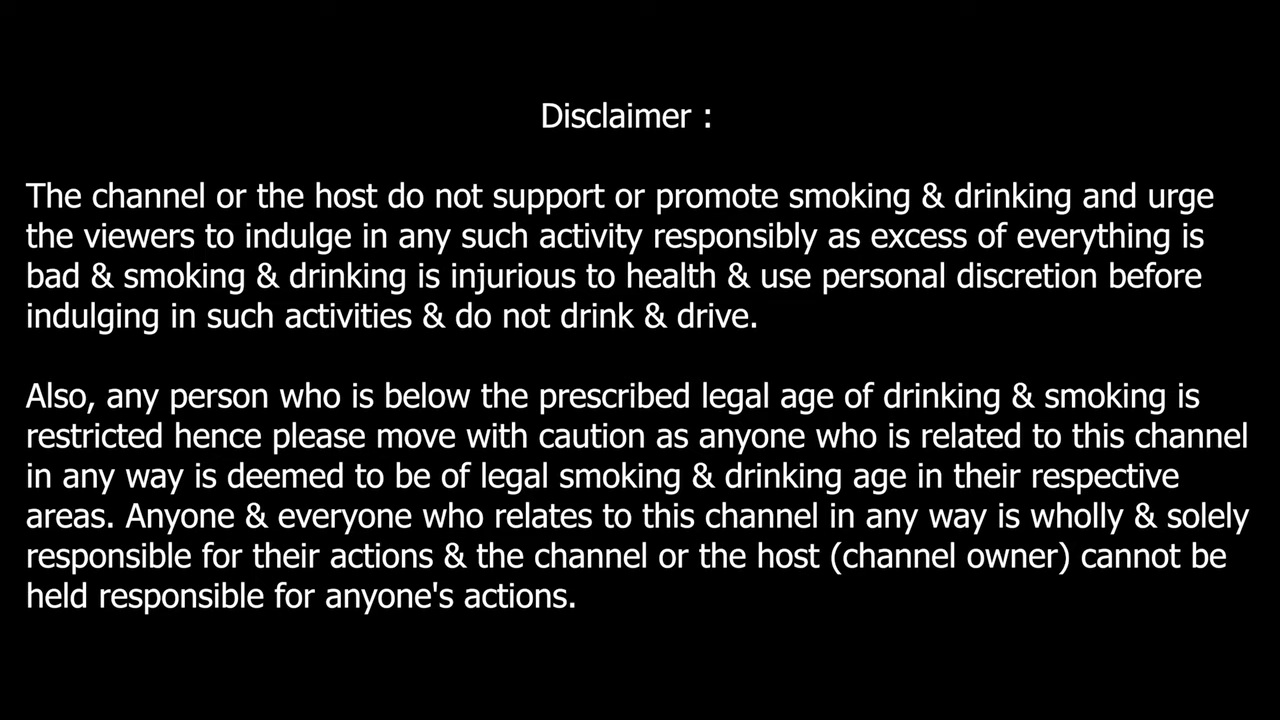 Disclaimer :
The channel or the host do not support or promote smoking & drinking and urge
the viewers to indulge in any such activity responsibly as excess of everything is
bad & smoking & drinking is injurious to health & use personal discretion before
indulging in such activities & do not drink & drive.
Also, any person who is below the prescribed legal age of drinking & smoking is
restricted hence please move with caution as anyone who is related to this channel
in any way is deemed to be of legal smoking & drinking age in their respective
areas. Anyone & everyone who relates to this channel in any way is wholly & solely
responsible for their actions & the channel or the host (channel owner) cannot be
held responsible for anyone's actions.